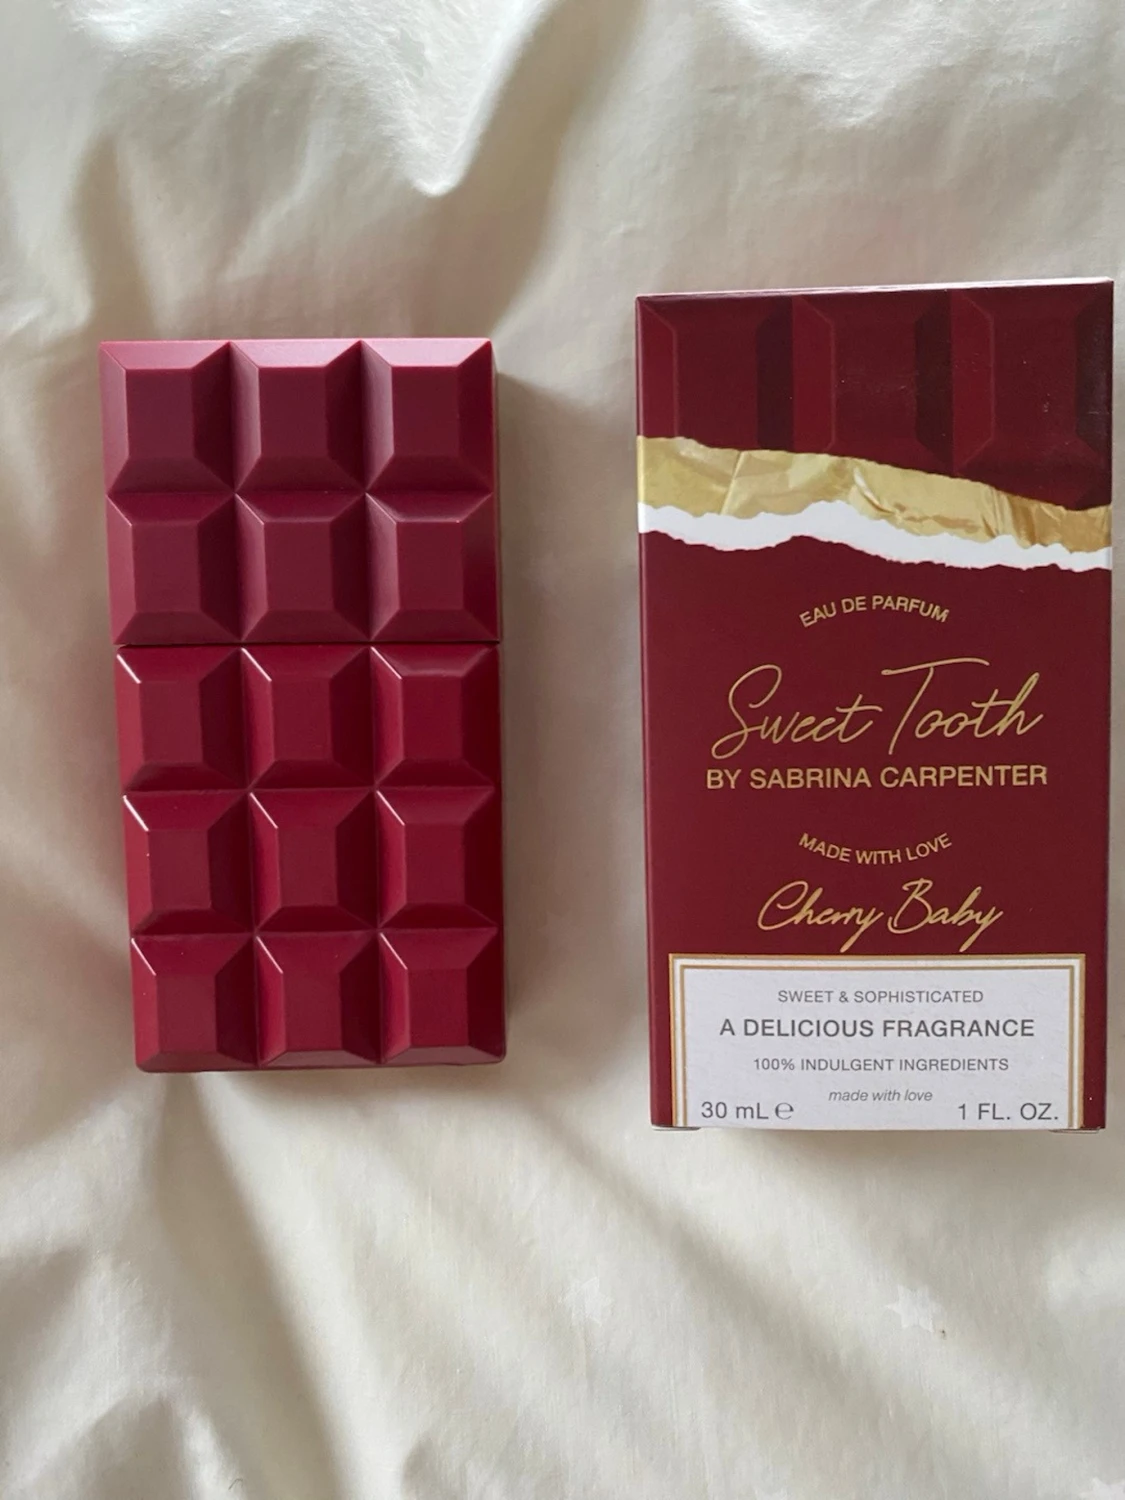 EAU DE PARFUM
Sweet Tooth
BY SABRINA CARPENTER
MADE WITH LOVE
Cherry Baby
SWEET & SOPHISTICATED
A DELICIOUS FRAGRANCE
100% INDULGENT INGREDIENTS
made with love
30 mL ℮ 1 FL. OZ.